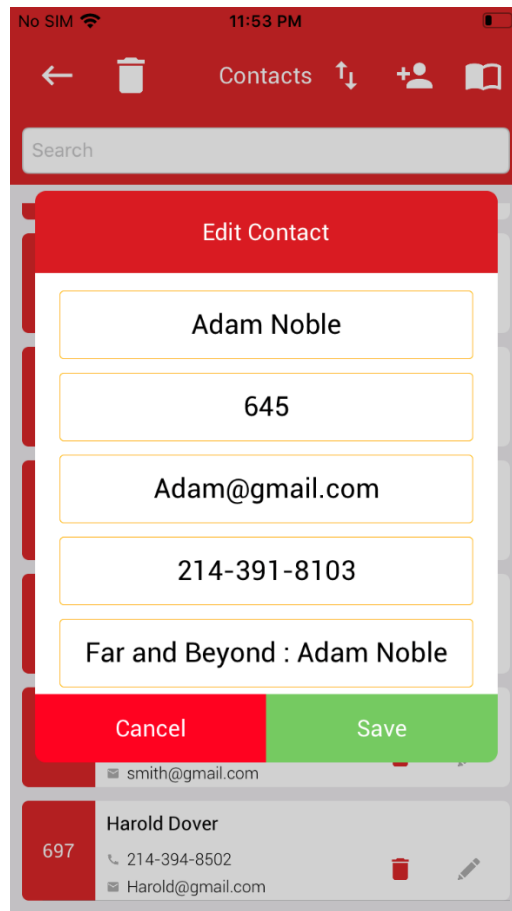 No SIM 11:53 PM
Contacts
Search
Edit Contact
Adam Noble
645
Adam@gmail.com
214-391-8103
Far and Beyond : Adam Noble
Cancel Save
smith@gmail.com
Harold Dover
697
214-394-8502
Harold@gmail.com